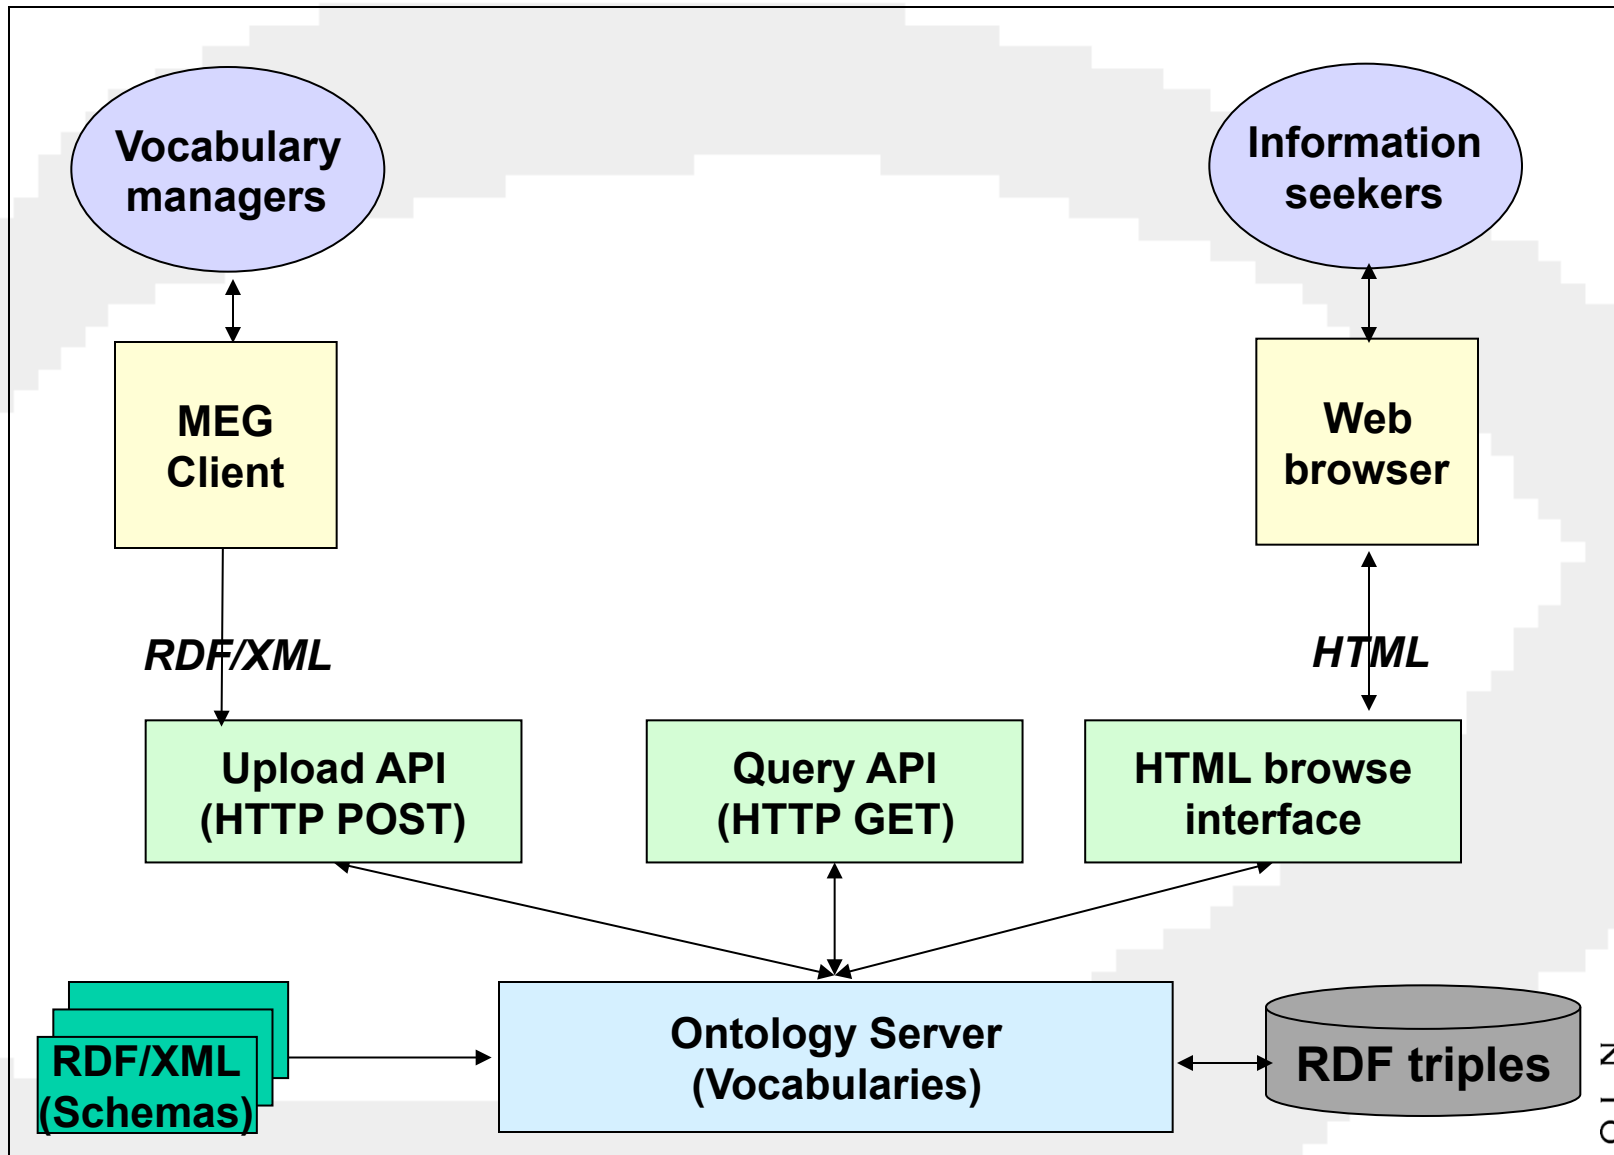 Vocabulary
managers
Information
seekers
MEG
Client
Web
browser
RDF/XML
HTML
Upload API
(HTTP POST)
Query API
(HTTP GET)
HTML browse
interface
RDF/XML
(Schemas)
Ontology Server
(Vocabularies)
RDF triples